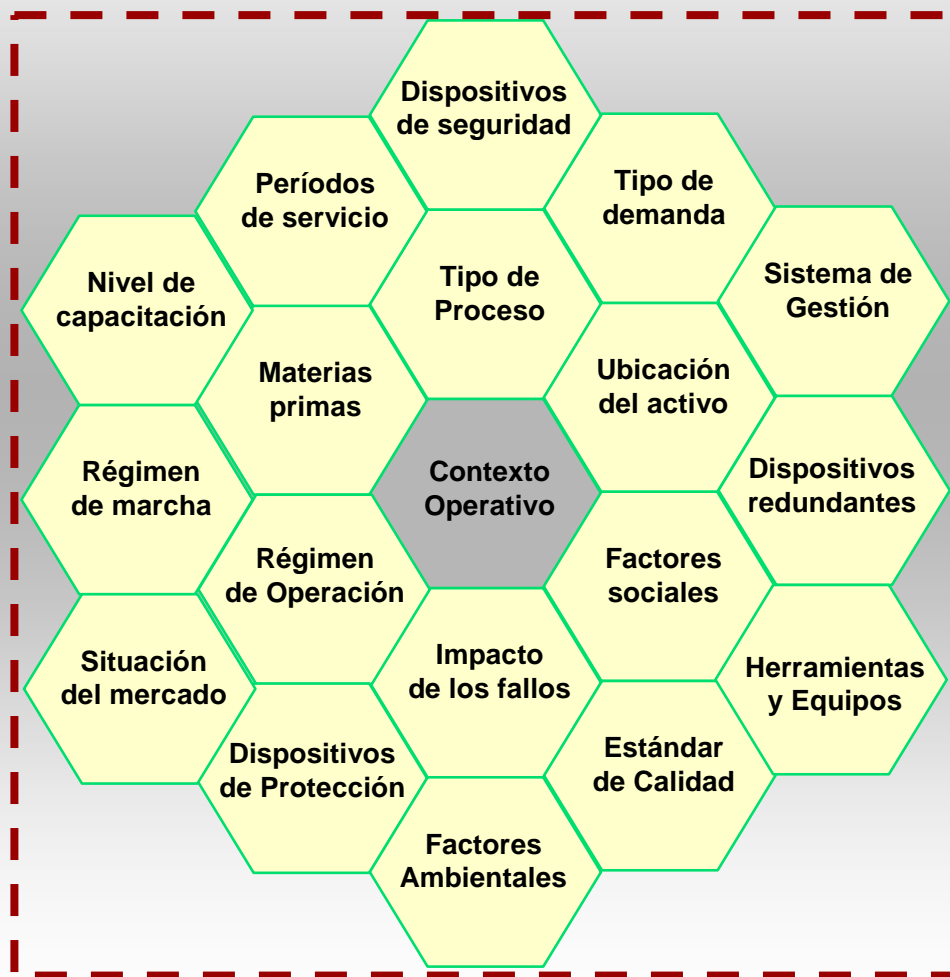 Dispositivos
de seguridad
Períodos
de servicio
Tipo de
demanda
Nivel de
capacitación
Tipo de
Proceso
Sistema de
Gestión
Materias
primas
Ubicación
del activo
Régimen
de marcha
Contexto
Operativo
Dispositivos
redundantes
Régimen
de Operación
Factores
sociales
Situación
del mercado
Impacto
de los fallos
Herramientas
y Equipos
Dispositivos
de Protección
Estándar
de Calidad
Factores
Ambientales